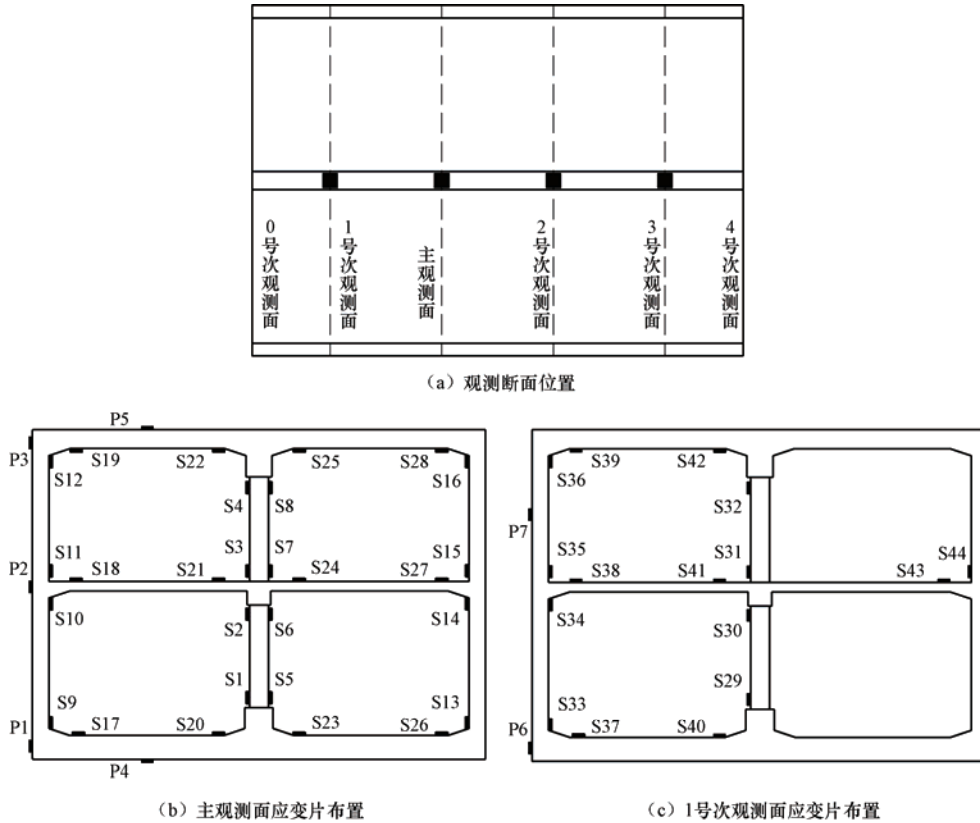 0号次观测面
1号次观测面
主观测面
2号次观测面
3号次观测面
4号次观测面
(a) 观测断面位置
P5
P3
S19 S22 S25 S28
S12 S16
S4 S8
S11 S3 S7 S15
P2
S18 S21 S24 S27
S10 S2 S6 S14
S1 S5
S9 S13
P1
S17 S20 S23 S26
P4
(b) 主观测面应变片布置
S39 S42
S36
S32
P7
S35 S31 S44
S38 S41 S43
S34 S30
S29
S33
P6
S37 S40
(c) 1号次观测面应变片布置